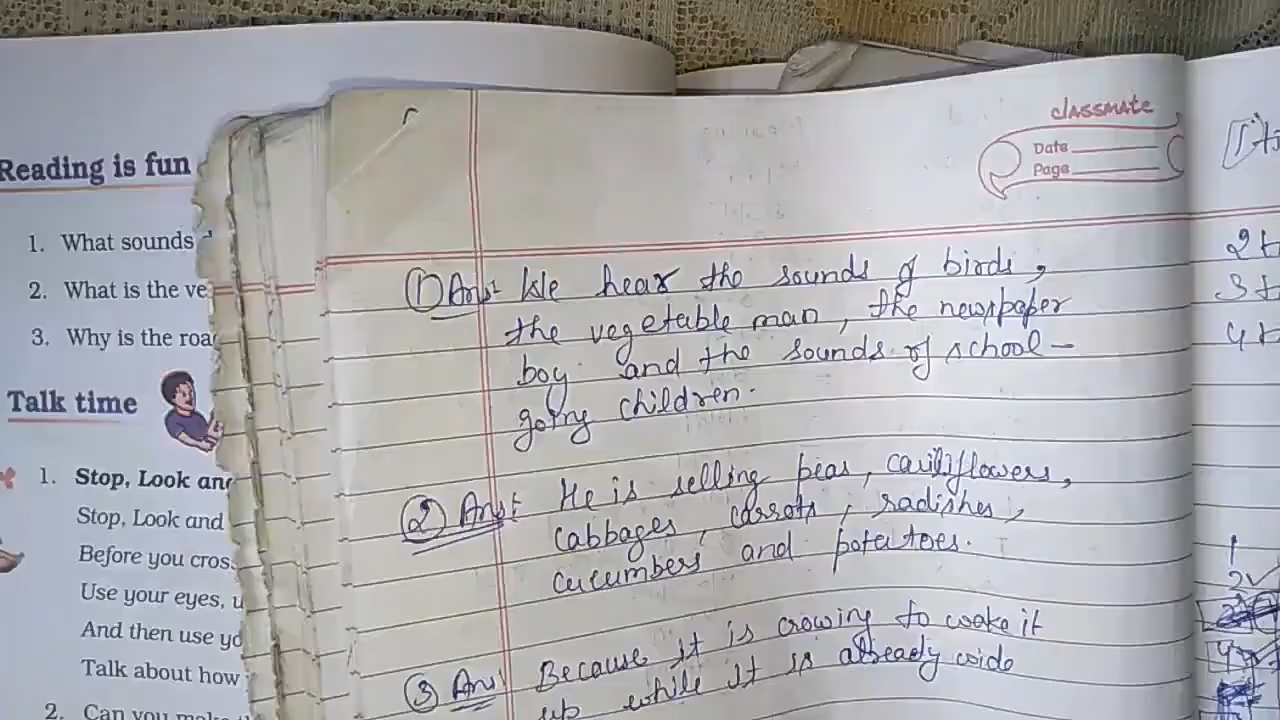 Reading is fun
1. What sounds
2. What is the ve
3. Why is the roa
Talk time
1. Stop, Look and
Stop, Look and
Before you cros
Use your eyes, u
And then use yo
Talk about how
2. Can you make
classmate
Date
Page
① Ans: We hear the sounds of birds,
the vegetable man, the newspaper
boy and the sounds of school-
going children.
② Ans: He is selling peas, cauliflowers,
cabbages, carrots, radishes,
cucumbers and potatoes.
③ Ans: Because it is crowing to wake it
up while it is already wide